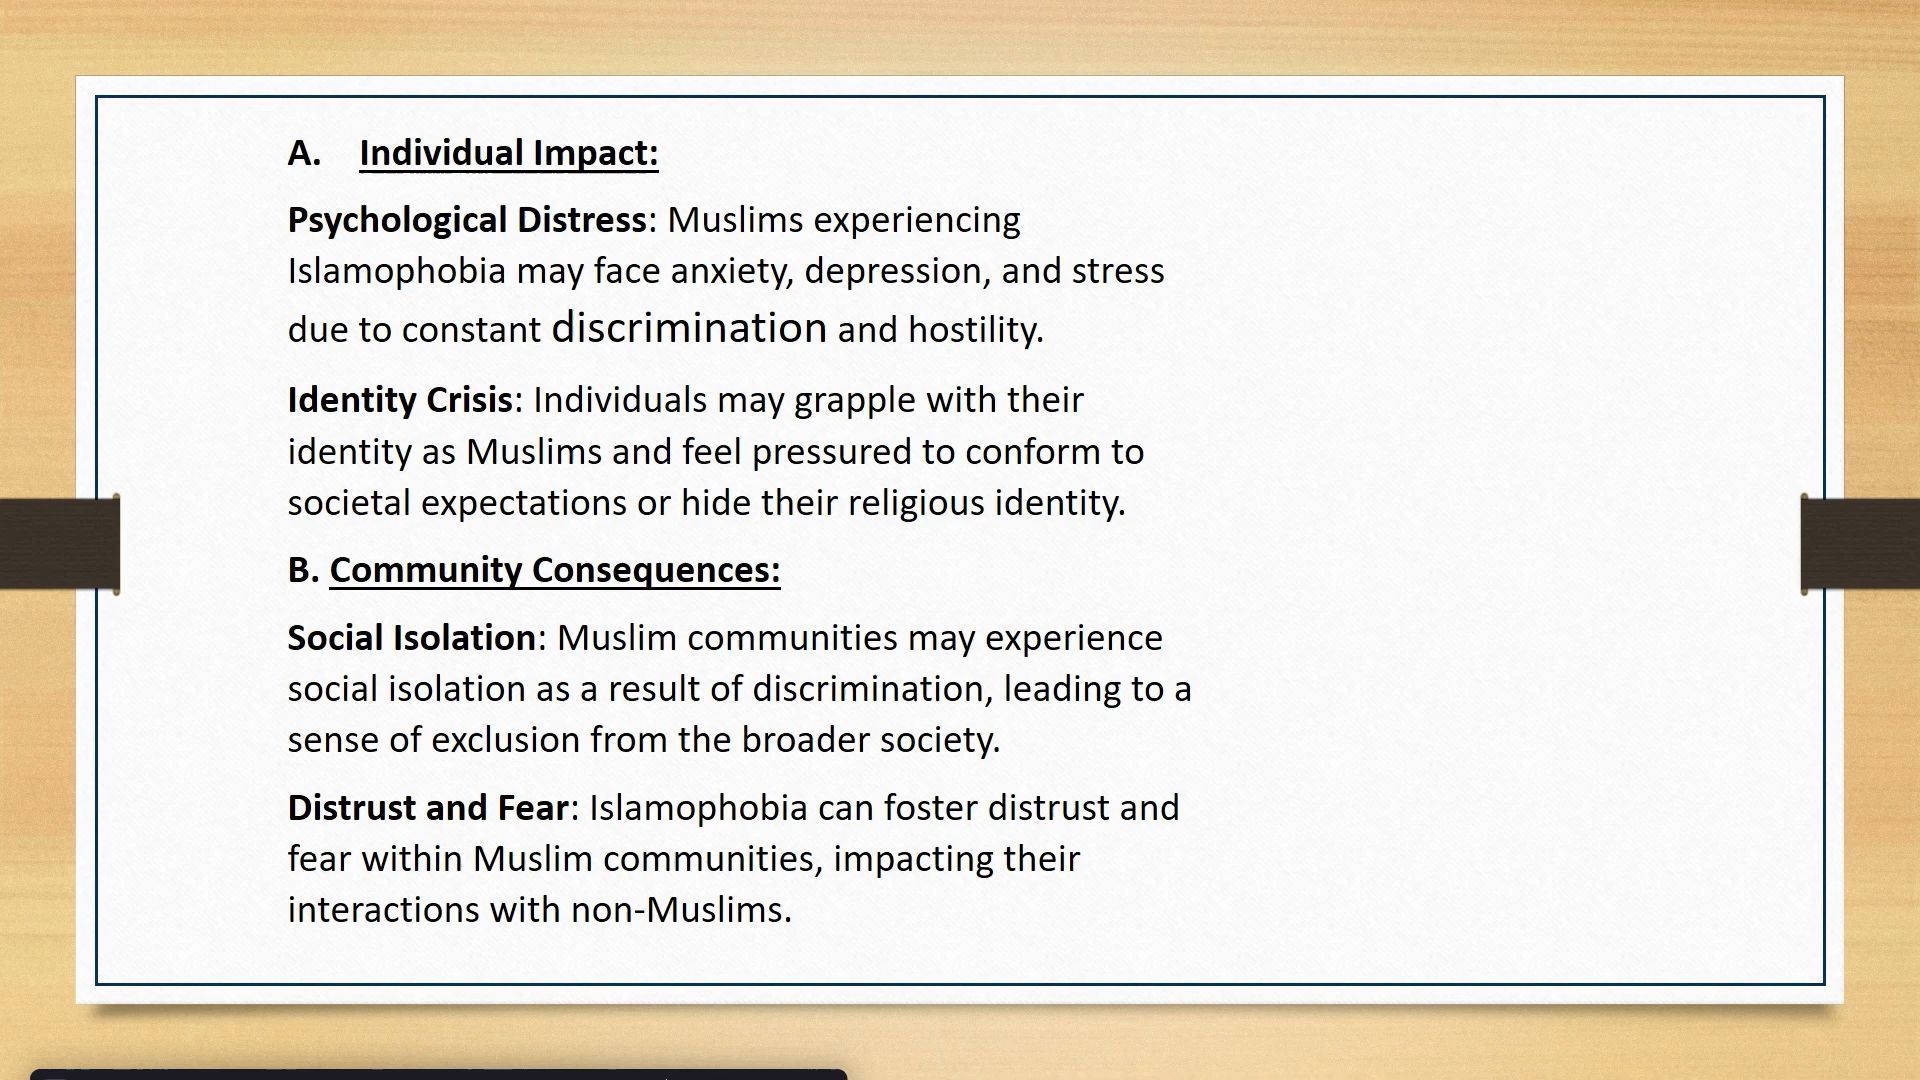 A. Individual Impact:
Psychological Distress: Muslims experiencing
Islamophobia may face anxiety, depression, and stress
due to constant discrimination and hostility.
Identity Crisis: Individuals may grapple with their
identity as Muslims and feel pressured to conform to
societal expectations or hide their religious identity.
B. Community Consequences:
Social Isolation: Muslim communities may experience
social isolation as a result of discrimination, leading to a
sense of exclusion from the broader society.
Distrust and Fear: Islamophobia can foster distrust and
fear within Muslim communities, impacting their
interactions with non-Muslims.